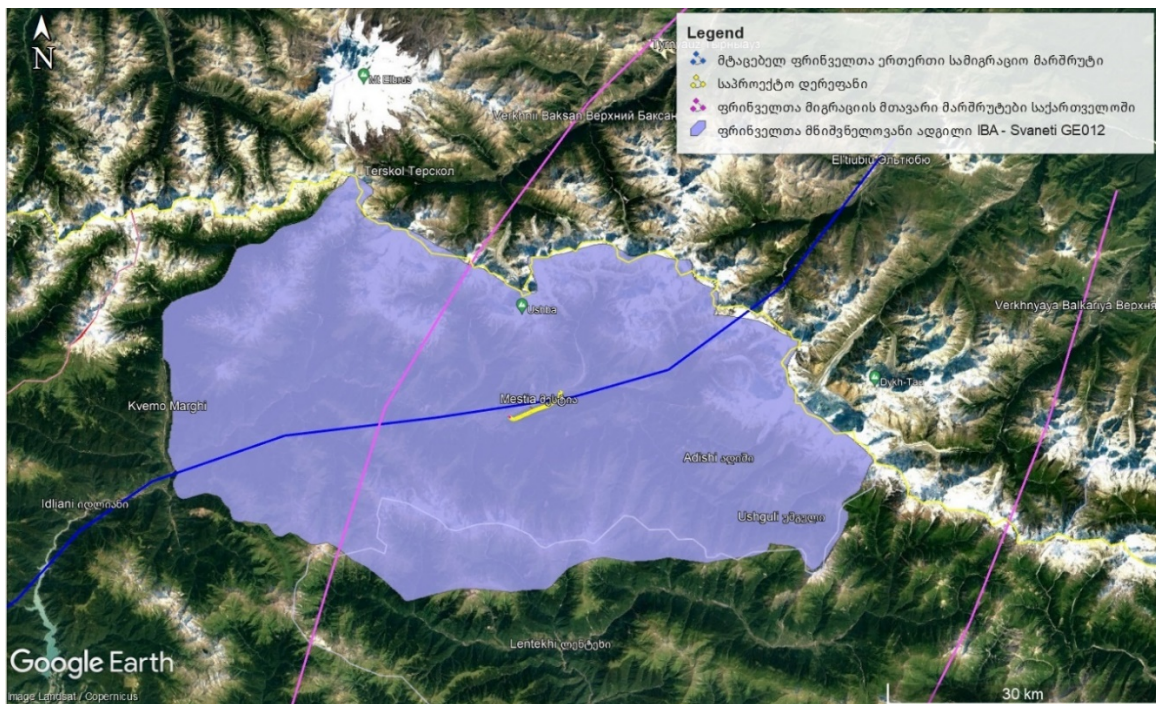 N
Legend
მტაცებელ ფრინველთა ერთერთი სამიგრაციო მარშრუტი
საპროექტო დერეფანი
ფრინველთა მიგრაციის მთავარი მარშრუტები საქართველოში
ფრინველთა მნიშვნელოვანი ადგილი IBA - Svaneti GE012
Mt Elbrus
Verkhnii Baksan Верхний Баксан
El'tiubiu Эльтюбю
Terskol Терскол
Ushba
Verkhnyaya Balkariya Верхня
Dykh-Tau
Mestia მესტია
Kvemo Marghi
Adishi ადიში
Idliani იდლიანი
Ushguli უშგული
Lentekhi ლენტეხი
Google Earth
Image Landsat / Copernicus
30 km